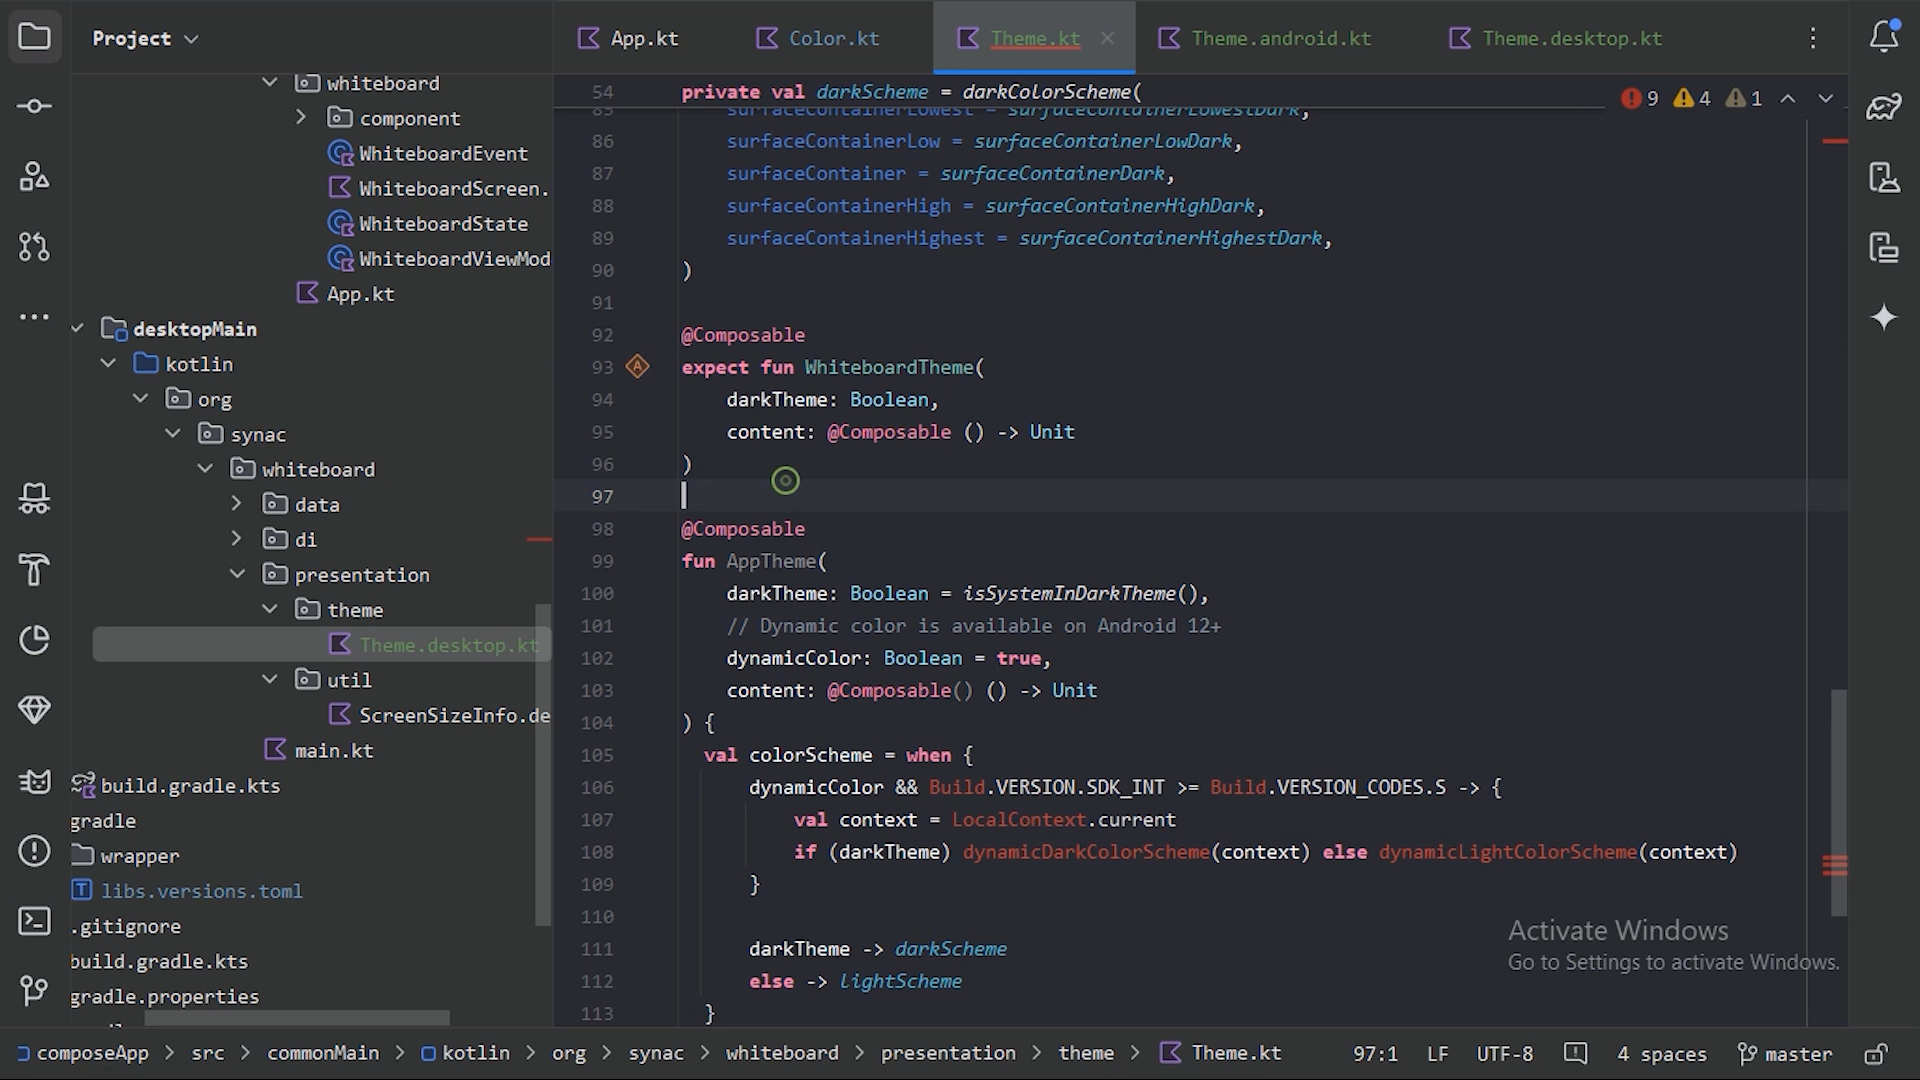 Project
App.kt
Color.kt
Theme.kt
Theme.android.kt
Theme.desktop.kt
whiteboard
component
WhiteboardEvent
WhiteboardScreen.
WhiteboardState
WhiteboardViewMod
App.kt
desktopMain
kotlin
org
synac
whiteboard
data
di
presentation
theme
Theme.desktop.kt
util
ScreenSizeInfo.de
main.kt
build.gradle.kts
gradle
wrapper
libs.versions.toml
.gitignore
build.gradle.kts
gradle.properties
54 private val darkScheme = darkColorScheme(
9 4 1
85 surfaceContainerLowest = surfaceContainerLowestDark,
86 surfaceContainerLow = surfaceContainerLowDark,
87 surfaceContainer = surfaceContainerDark,
88 surfaceContainerHigh = surfaceContainerHighDark,
89 surfaceContainerHighest = surfaceContainerHighestDark,
90 )
91
92 @Composable
93 expect fun WhiteboardTheme(
94 darkTheme: Boolean,
95 content: @Composable () -> Unit
96 )
97
98 @Composable
99 fun AppTheme(
100 darkTheme: Boolean = isSystemInDarkTheme(),
101 // Dynamic color is available on Android 12+
102 dynamicColor: Boolean = true,
103 content: @Composable() () -> Unit
104 ) {
105 val colorScheme = when {
106 dynamicColor && Build.VERSION.SDK_INT >= Build.VERSION_CODES.S -> {
107 val context = LocalContext.current
108 if (darkTheme) dynamicDarkColorScheme(context) else dynamicLightColorScheme(context)
109 }
110
111 darkTheme -> darkScheme
112 else -> lightScheme
113 }
Activate Windows
Go to Settings to activate Windows.
composeApp > src > commonMain > kotlin > org > synac > whiteboard > presentation > theme > Theme.kt
97:1 LF UTF-8 4 spaces master